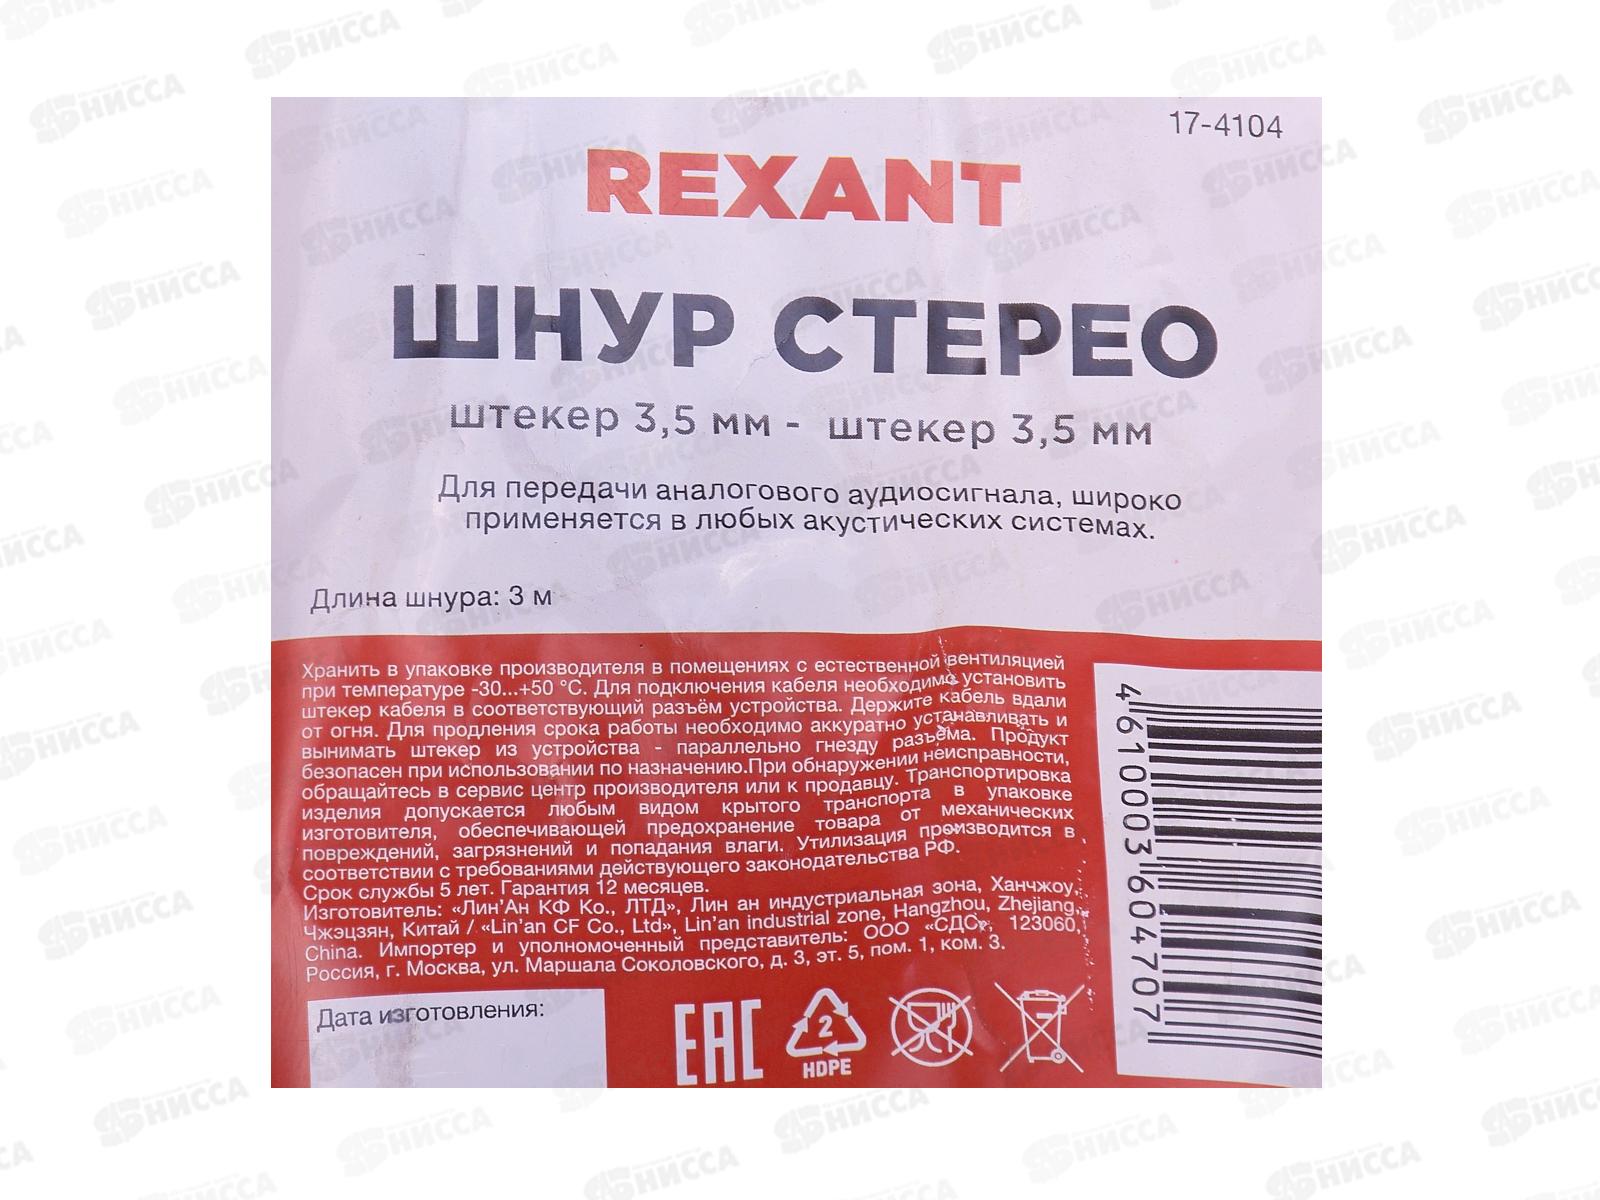 17-4104
REXANT
ШНУР СТЕРЕО
штекер 3,5 мм - штекер 3,5 мм
Для передачи аналогового аудиосигнала, широко
применяется в любых акустических системах.
Длина шнура: 3 м
Хранить в упаковке производителя в помещениях с естественной вентиляцией
при температуре -30...+50 °С. Для подключения кабеля необходимо установить
штекер кабеля в соответствующий разъём устройства. Держите кабель вдали
от огня. Для продления срока работы необходимо аккуратно устанавливать и
вынимать штекер из устройства - параллельно гнезду разъёма. Продукт
безопасен при использовании по назначению.При обнаружении неисправности,
обращайтесь в сервис центр производителя или к продавцу. Транспортировка
изделия допускается любым видом крытого транспорта в упаковке
изготовителя, обеспечивающей предохранение товара от механических
повреждений, загрязнений и попадания влаги. Утилизация производится в
соответствии с требованиями действующего законодательства РФ.
Срок службы 5 лет. Гарантия 12 месяцев.
Изготовитель: «Лин'Ан КФ Ко., ЛТД», Лин ан индустриальная зона, Ханчжоу,
Чжэцзян, Китай / «Lin'an CF Co., Ltd», Lin'an industrial zone, Hangzhou, Zhejiang,
China. Импортер и уполномоченный представитель: ООО «СДС», 123060,
Россия, г. Москва, ул. Маршала Соколовского, д. 3, эт. 5, пом. 1, ком. 3.
Дата изготовления:
EAC
2
HDPE
4 610003 604707
НИССА